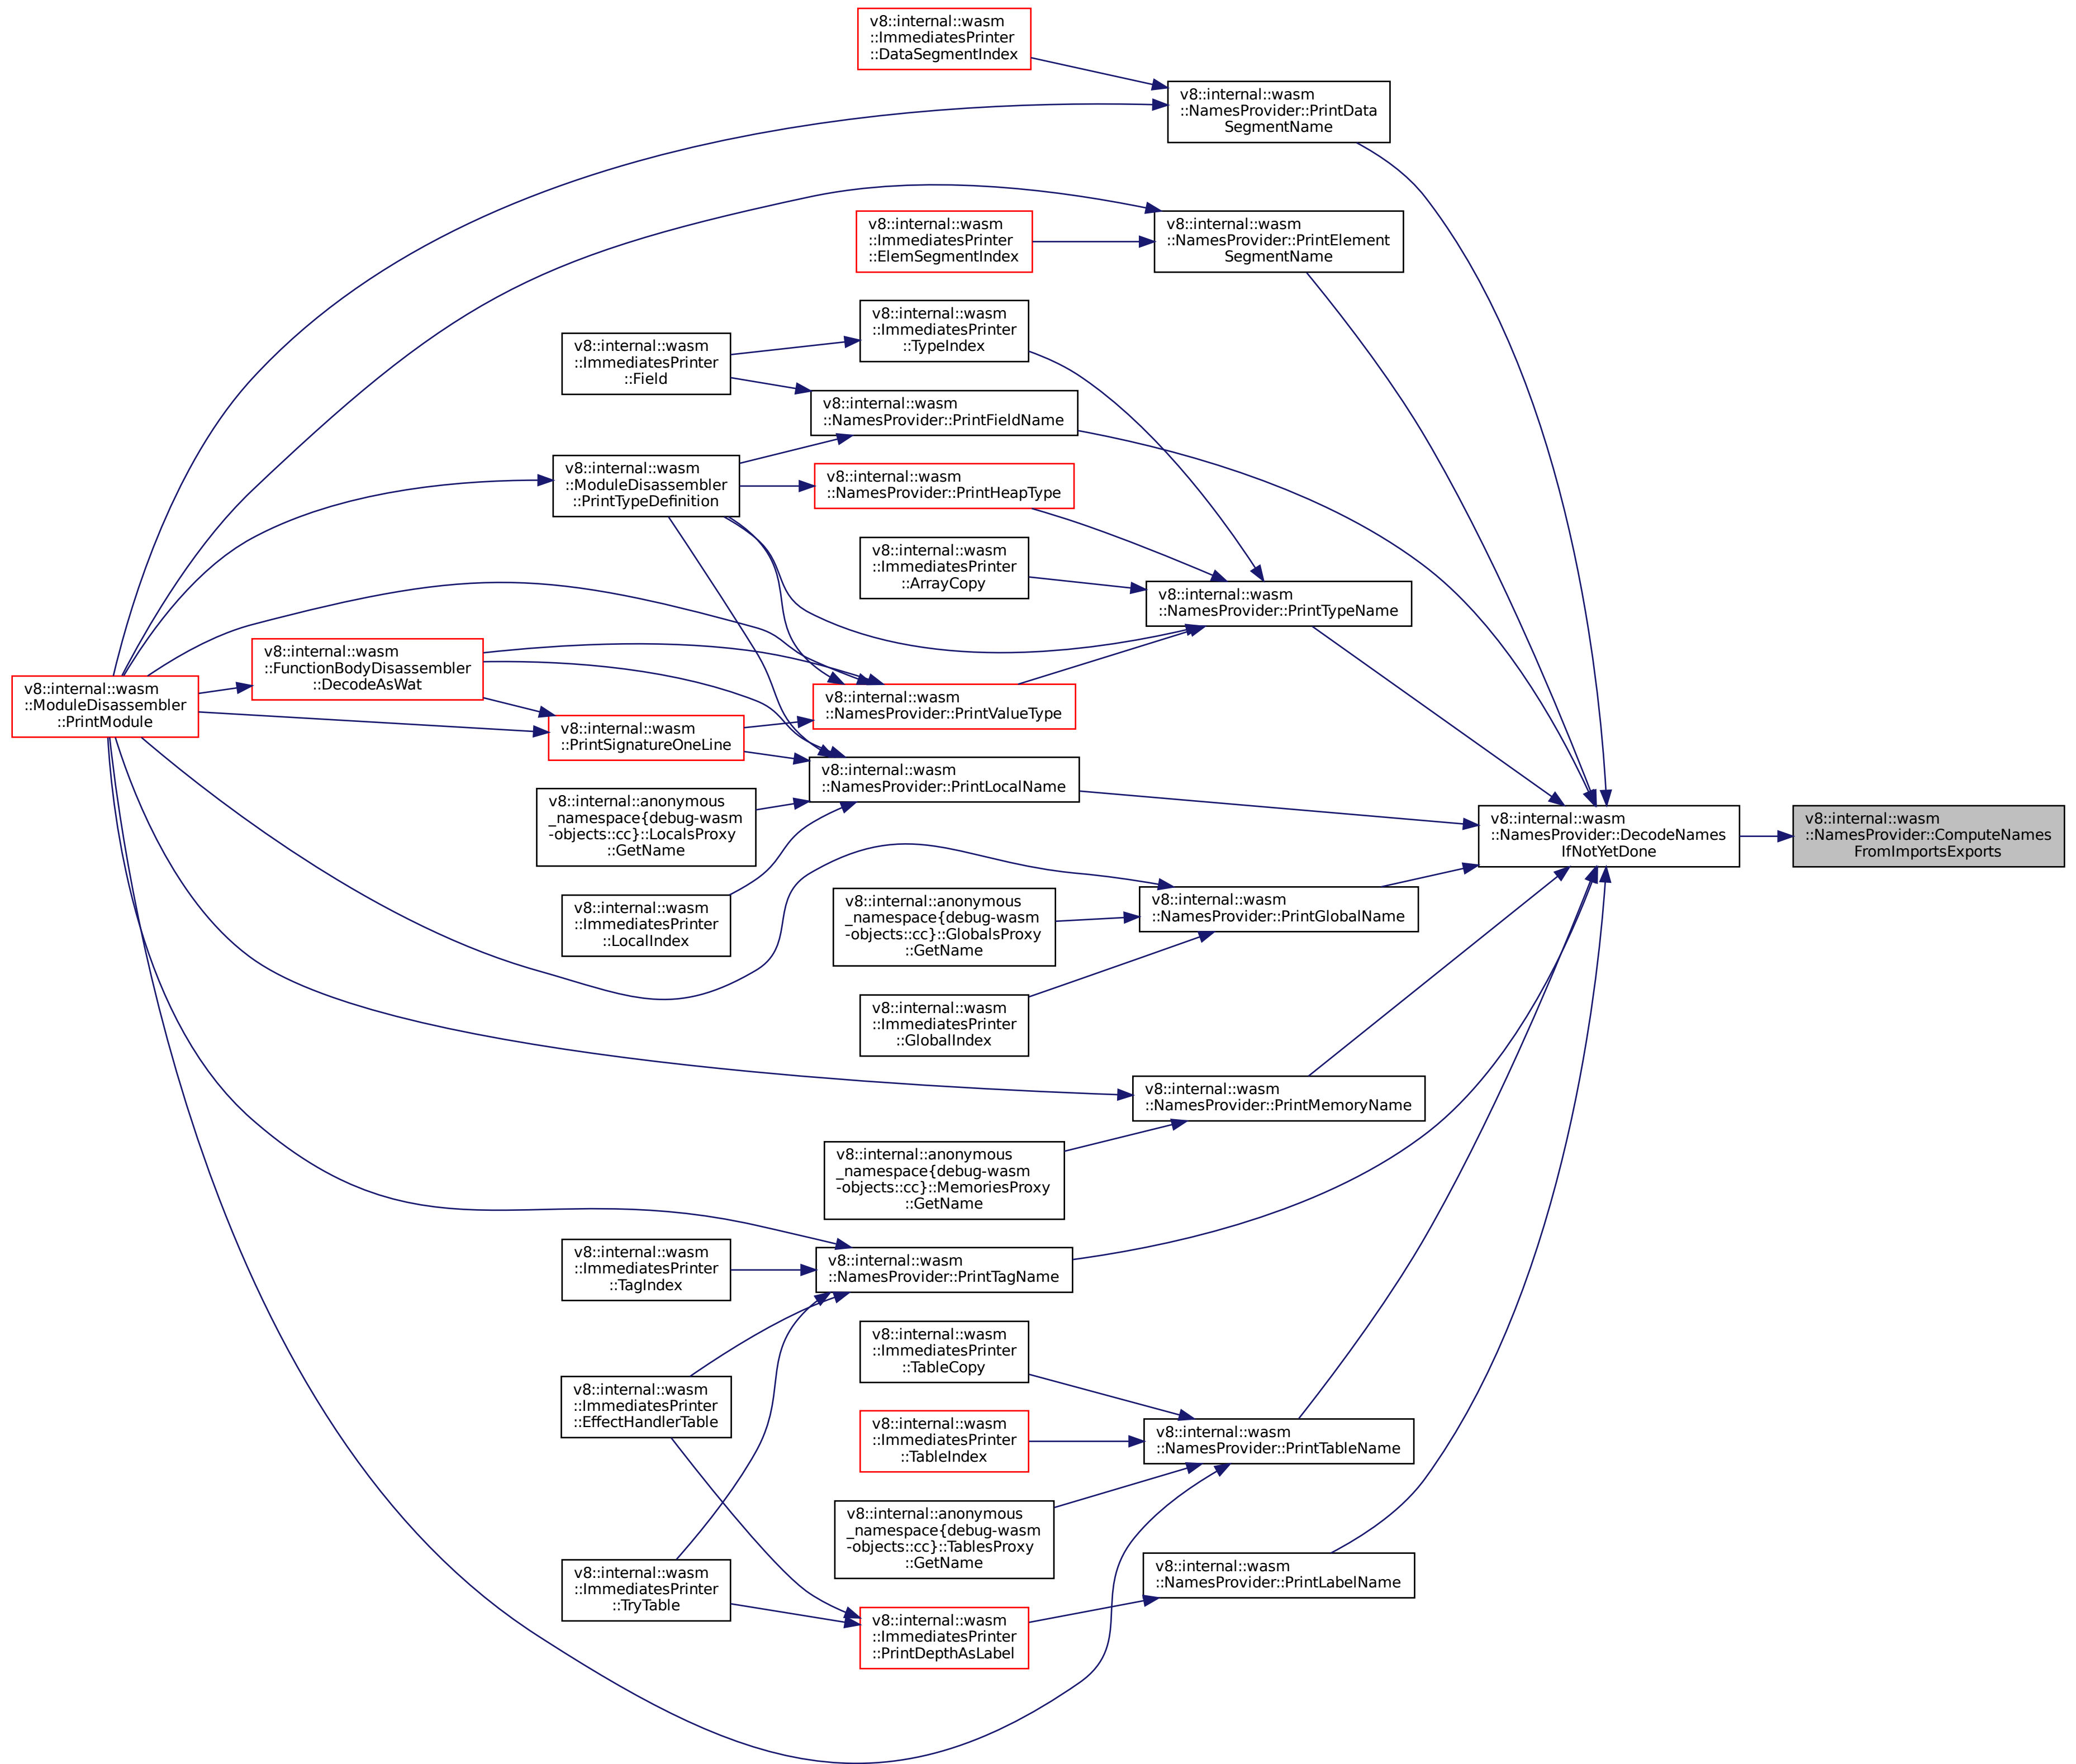 v8::internal::wasm
::ImmediatesPrinter
::DataSegmentIndex
v8::internal::wasm
::NamesProvider::PrintData
SegmentName
v8::internal::wasm
::NamesProvider::PrintElement
SegmentName
v8::internal::wasm
::ImmediatesPrinter
::ElemSegmentIndex
v8::internal::wasm
::ImmediatesPrinter
::TypeIndex
v8::internal::wasm
::ImmediatesPrinter
::Field
v8::internal::wasm
::NamesProvider::PrintFieldName
v8::internal::wasm
::ModuleDisassembler
::PrintTypeDefinition
v8::internal::wasm
::NamesProvider::PrintHeapType
v8::internal::wasm
::ImmediatesPrinter
::ArrayCopy
v8::internal::wasm
::NamesProvider::PrintTypeName
v8::internal::wasm
::FunctionBodyDisassembler
::DecodeAsWat
v8::internal::wasm
::ModuleDisassembler
::PrintModule
v8::internal::wasm
::NamesProvider::PrintValueType
v8::internal::wasm
::PrintSignatureOneLine
v8::internal::wasm
::NamesProvider::PrintLocalName
v8::internal::anonymous
_namespace{debug-wasm
-objects::cc}::LocalsProxy
::GetName
v8::internal::wasm
::NamesProvider::DecodeNames
IfNotYetDone
v8::internal::wasm
::NamesProvider::ComputeNames
FromImportsExports
v8::internal::wasm
::ImmediatesPrinter
::LocalIndex
v8::internal::anonymous
_namespace{debug-wasm
-objects::cc}::GlobalsProxy
::GetName
v8::internal::wasm
::NamesProvider::PrintGlobalName
v8::internal::wasm
::ImmediatesPrinter
::GlobalIndex
v8::internal::wasm
::NamesProvider::PrintMemoryName
v8::internal::anonymous
_namespace{debug-wasm
-objects::cc}::MemoriesProxy
::GetName
v8::internal::wasm
::ImmediatesPrinter
::TagIndex
v8::internal::wasm
::NamesProvider::PrintTagName
v8::internal::wasm
::ImmediatesPrinter
::TableCopy
v8::internal::wasm
::ImmediatesPrinter
::EffectHandlerTable
v8::internal::wasm
::ImmediatesPrinter
::TableIndex
v8::internal::wasm
::NamesProvider::PrintTableName
v8::internal::anonymous
_namespace{debug-wasm
-objects::cc}::TablesProxy
::GetName
v8::internal::wasm
::ImmediatesPrinter
::TryTable
v8::internal::wasm
::NamesProvider::PrintLabelName
v8::internal::wasm
::ImmediatesPrinter
::PrintDepthAsLabel